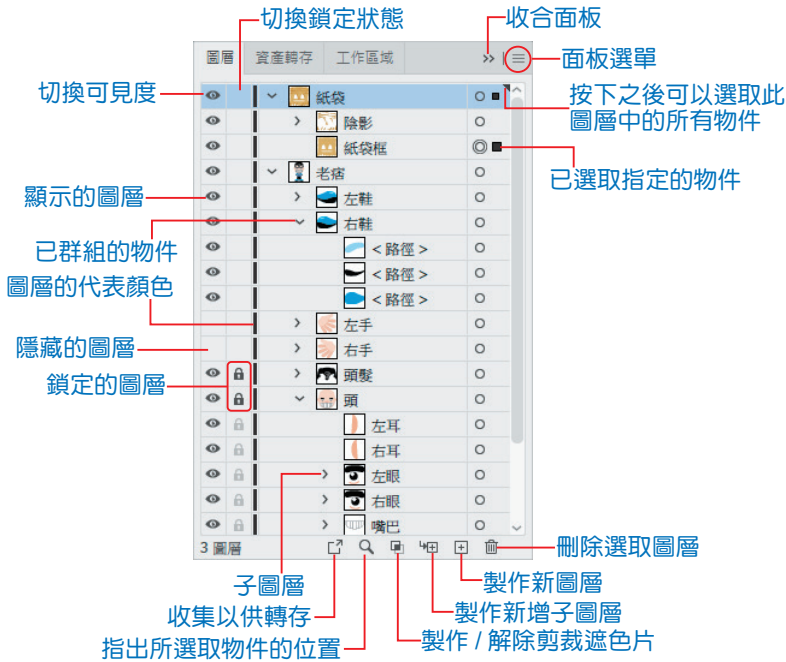 切換鎖定狀態
收合面板
圖層
資產轉存
工作區域
面板選單
切換可見度
紙袋
按下之後可以選取此
圖層中的所有物件
陰影
紙袋框
已選取指定的物件
老痞
顯示的圖層
左鞋
右鞋
已群組的物件
<路徑>
<路徑>
圖層的代表顏色
<路徑>
左手
隱藏的圖層
右手
鎖定的圖層
頭髮
頭
左耳
右耳
左眼
右眼
嘴巴
3 圖層
刪除選取圖層
子圖層
製作新圖層
收集以供轉存
製作新增子圖層
指出所選取物件的位置
製作 / 解除剪裁遮色片